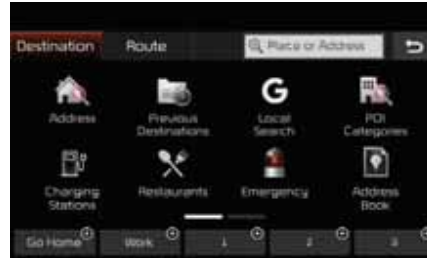 Destination
Route
Place or Address
Address
Previous
Destinations
G
Local
Search
POI
Categories
Charging
Stations
Restaurants
Emergency
Address
Book
Go Home
Work
1
2
3